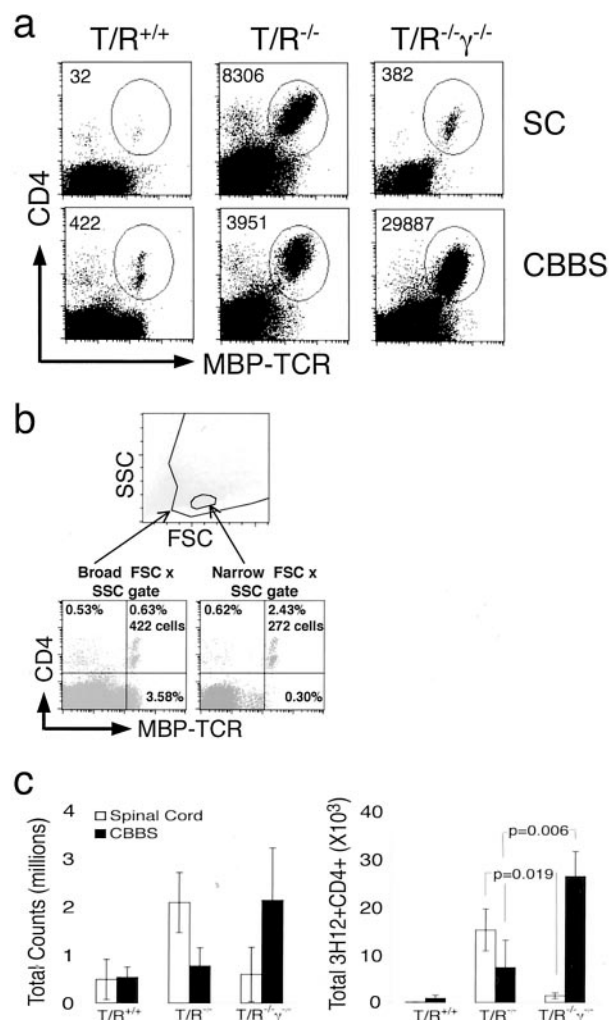 a
T/R+/+ T/R-/- T/R-/-γ-/-
32 8306 382
SC
CD4
422 3951 29887
CBBS
MBP-TCR
b
SSC
FSC
Broad FSC x Narrow FSC x
SSC gate SSC gate
0.53% 0.63% 0.62% 2.43%
422 cells 272 cells
CD4
3.58% 0.30%
MBP-TCR
c
Total Counts (millions)
4
3
2
1
0
Spinal Cord
CBBS
T/R+/+ T/R-/- T/R-/-γ-/-
Total 3H12+CD4+ (X10³)
40
30
20
10
0
p=0.006
p=0.019
T/R+/+ T/R-/- T/R-/-γ-/-